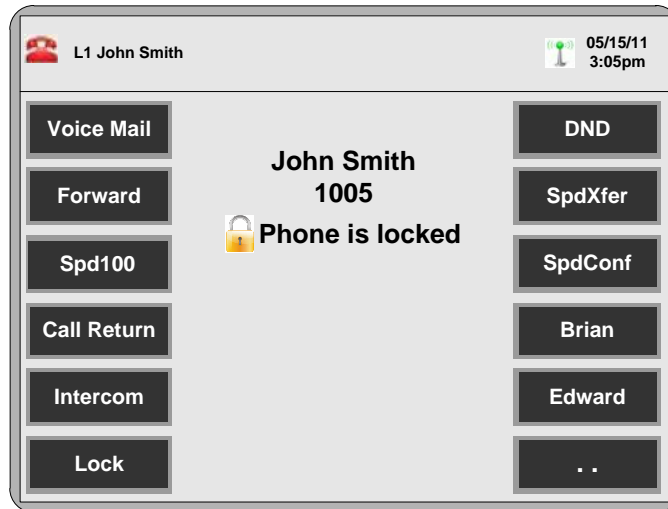 L1 John Smith
05/15/11
3:05pm
Voice Mail
DND
John Smith
Forward
1005
SpdXfer
Phone is locked
Spd100
SpdConf
Call Return
Brian
Intercom
Edward
Lock
. .